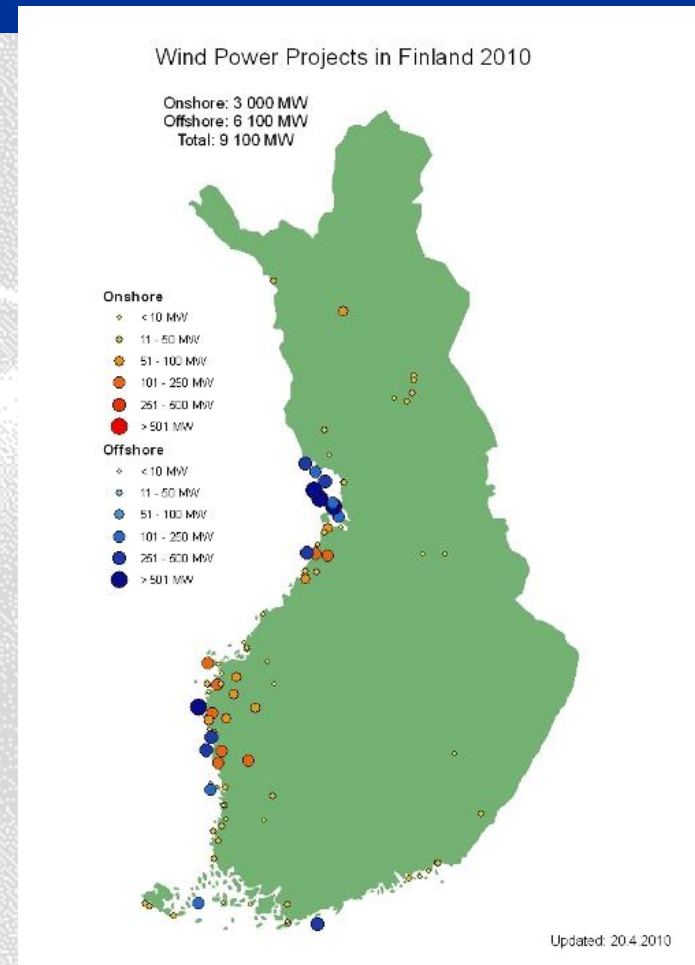 Wind Power Projects in Finland 2010
Onshore: 3 000 MW
Offshore: 6 100 MW
Total: 9 100 MW
Onshore
< 10 MW
11 - 50 MW
51 - 100 MW
101 - 250 MW
251 - 500 MW
> 501 MW
Offshore
< 10 MW
11 - 50 MW
51 - 100 MW
101 - 250 MW
251 - 500 MW
> 501 MW
Updated: 20.4.2010